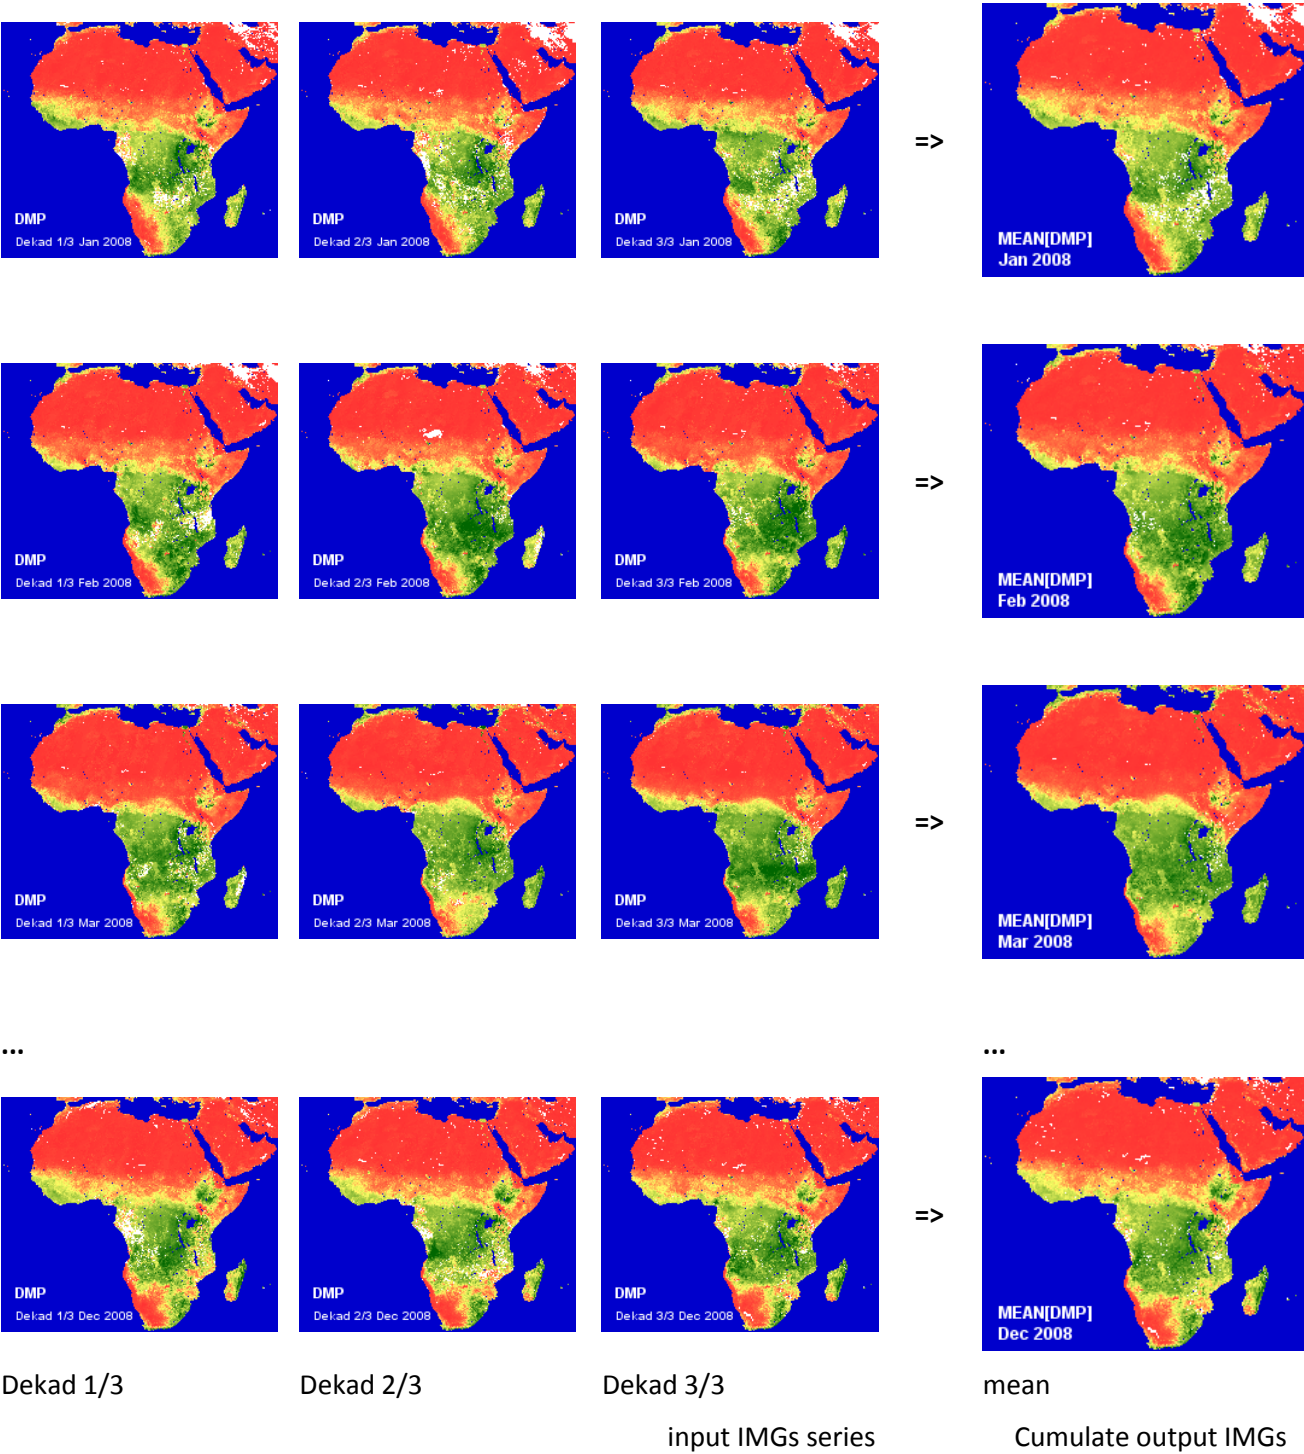 DMP
Dekad 1/3 Jan 2008
DMP
Dekad 2/3 Jan 2008
DMP
Dekad 3/3 Jan 2008
=>
MEAN[DMP]
Jan 2008
DMP
Dekad 1/3 Feb 2008
DMP
Dekad 2/3 Feb 2008
DMP
Dekad 3/3 Feb 2008
=>
MEAN[DMP]
Feb 2008
DMP
Dekad 1/3 Mar 2008
DMP
Dekad 2/3 Mar 2008
DMP
Dekad 3/3 Mar 2008
=>
MEAN[DMP]
Mar 2008
...
...
DMP
Dekad 1/3 Dec 2008
DMP
Dekad 2/3 Dec 2008
DMP
Dekad 3/3 Dec 2008
=>
MEAN[DMP]
Dec 2008
Dekad 1/3
Dekad 2/3
Dekad 3/3
mean
input IMGs series
Cumulate output IMGs